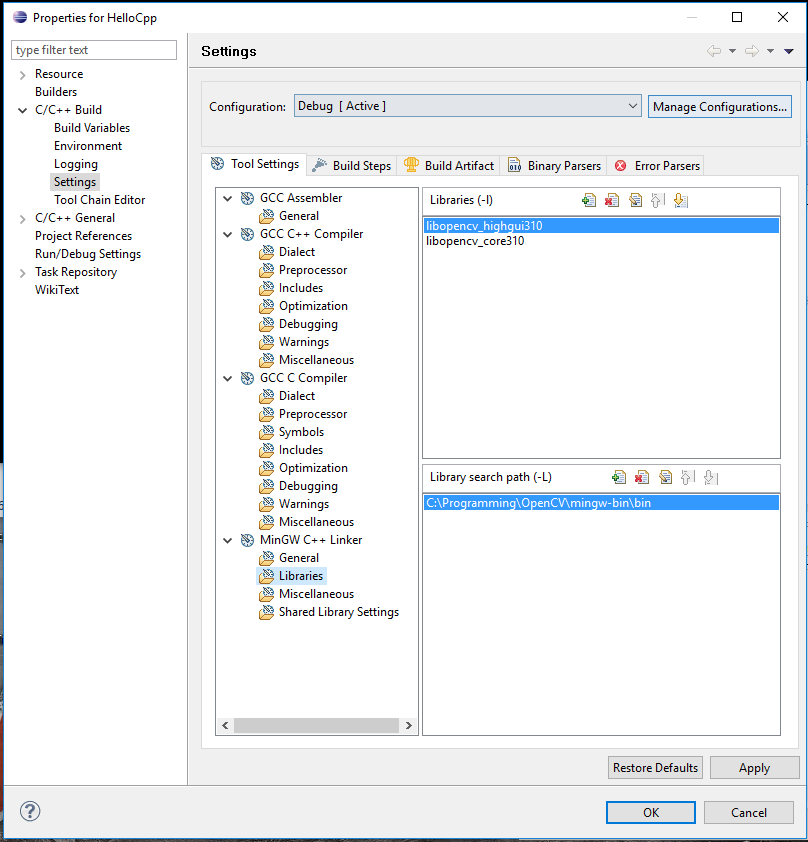 Properties for HelloCpp
type filter text
Resource
Builders
C/C++ Build
Build Variables
Environment
Logging
Settings
Tool Chain Editor
C/C++ General
Project References
Run/Debug Settings
Task Repository
WikiText
Settings
Configuration:
Debug [ Active ]
Manage Configurations...
Tool Settings
Build Steps
Build Artifact
Binary Parsers
Error Parsers
GCC Assembler
General
GCC C++ Compiler
Dialect
Preprocessor
Includes
Optimization
Debugging
Warnings
Miscellaneous
GCC C Compiler
Dialect
Preprocessor
Symbols
Includes
Optimization
Debugging
Warnings
Miscellaneous
MinGW C++ Linker
General
Libraries
Miscellaneous
Shared Library Settings
Libraries (-l)
libopencv_highgui310
libopencv_core310
Library search path (-L)
C:\Programming\OpenCV\mingw-bin\bin
Restore Defaults
Apply
OK
Cancel